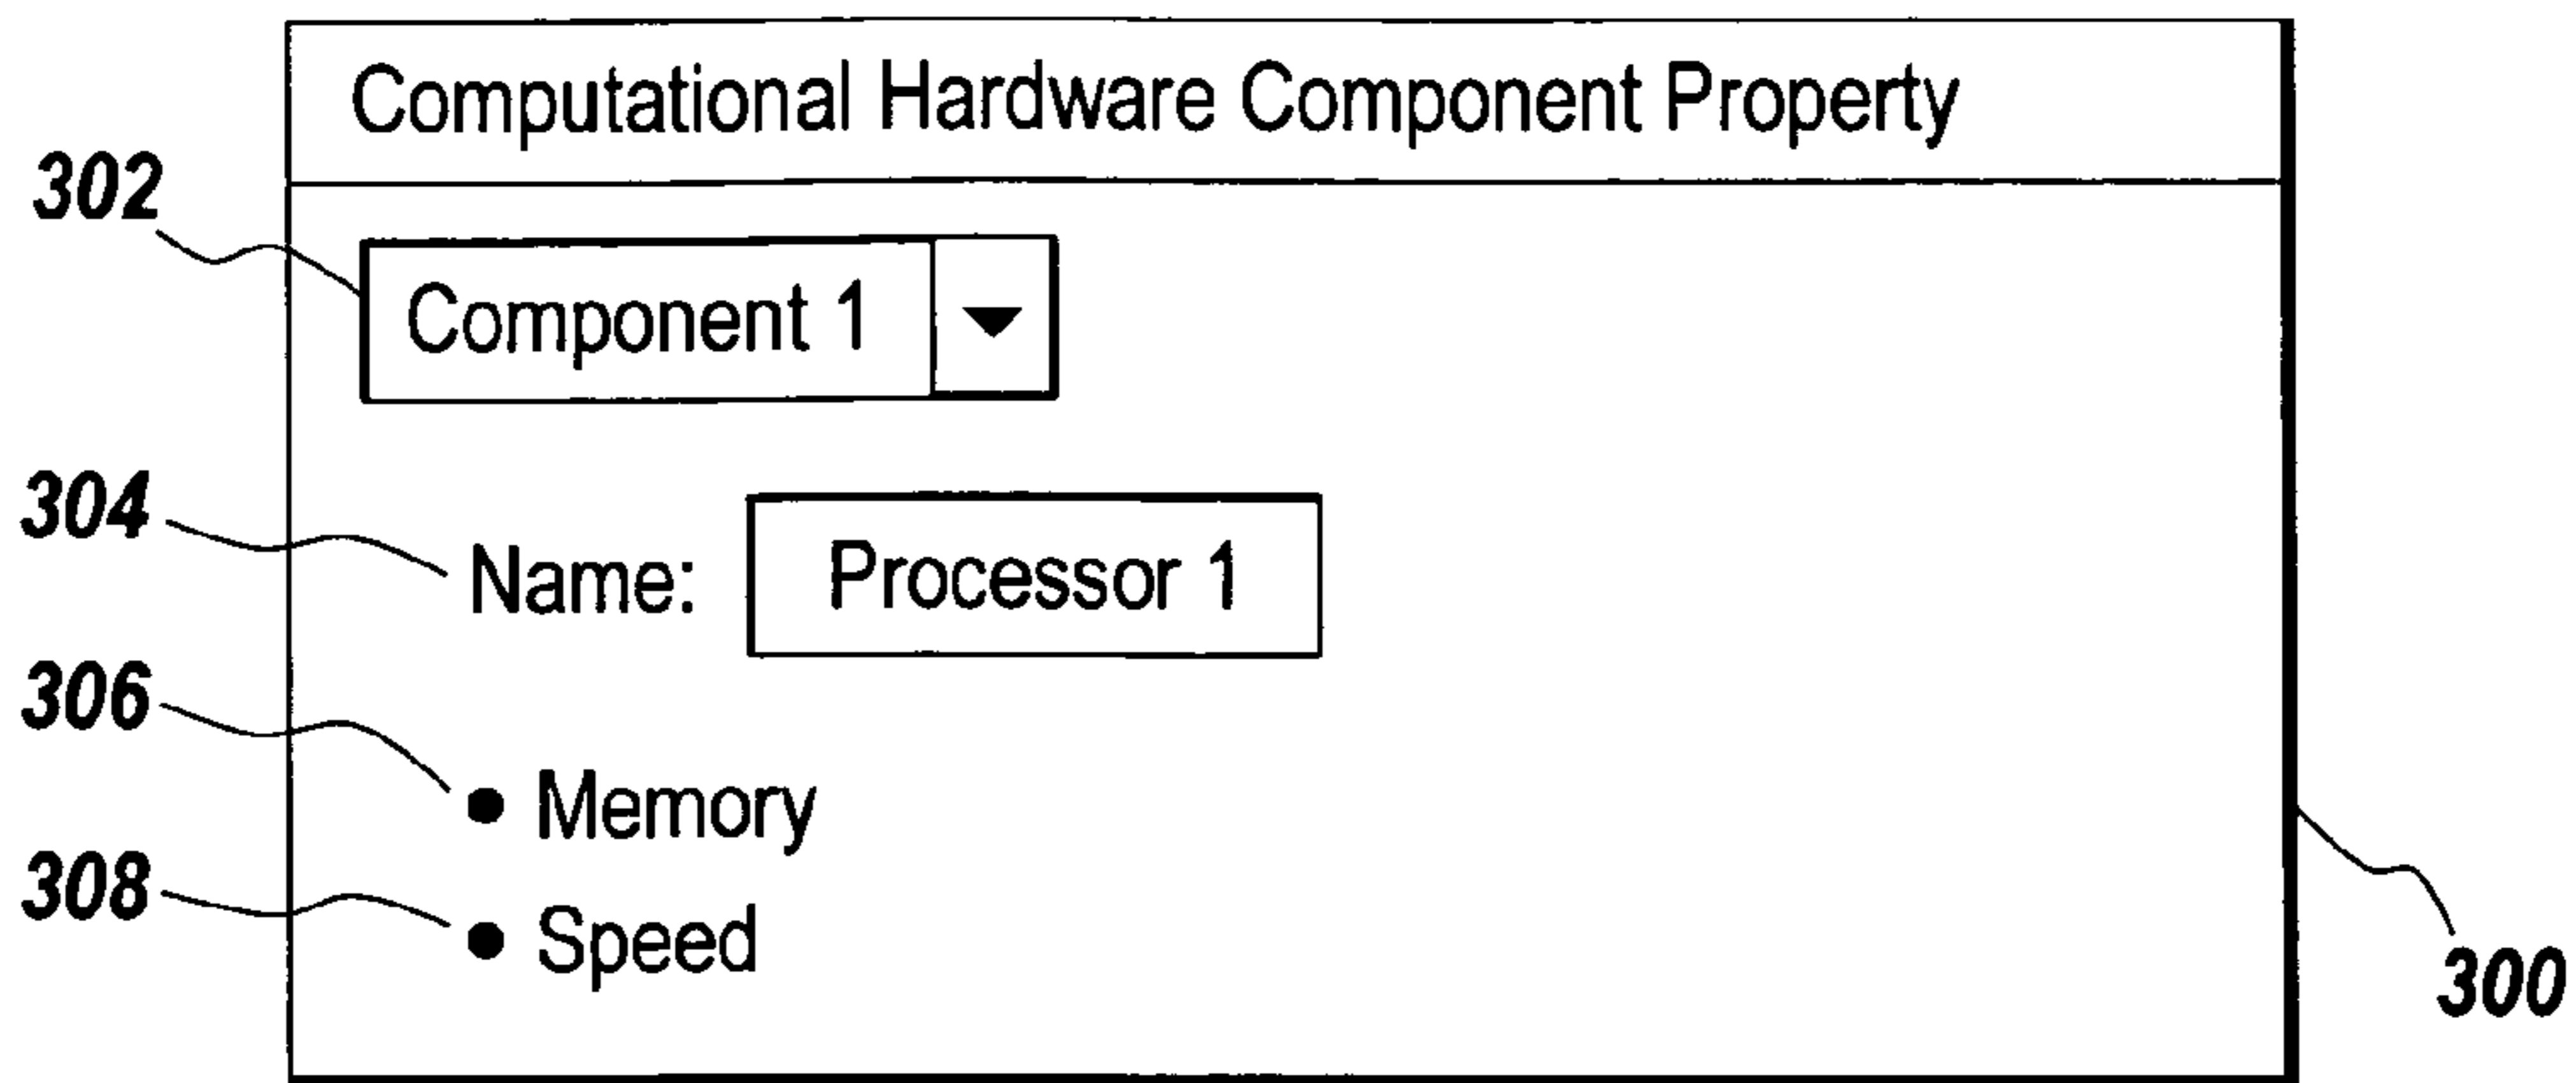 Computational Hardware Component Property
302
Component 1
304
Name: Processor 1
306
• Memory
308
• Speed
300